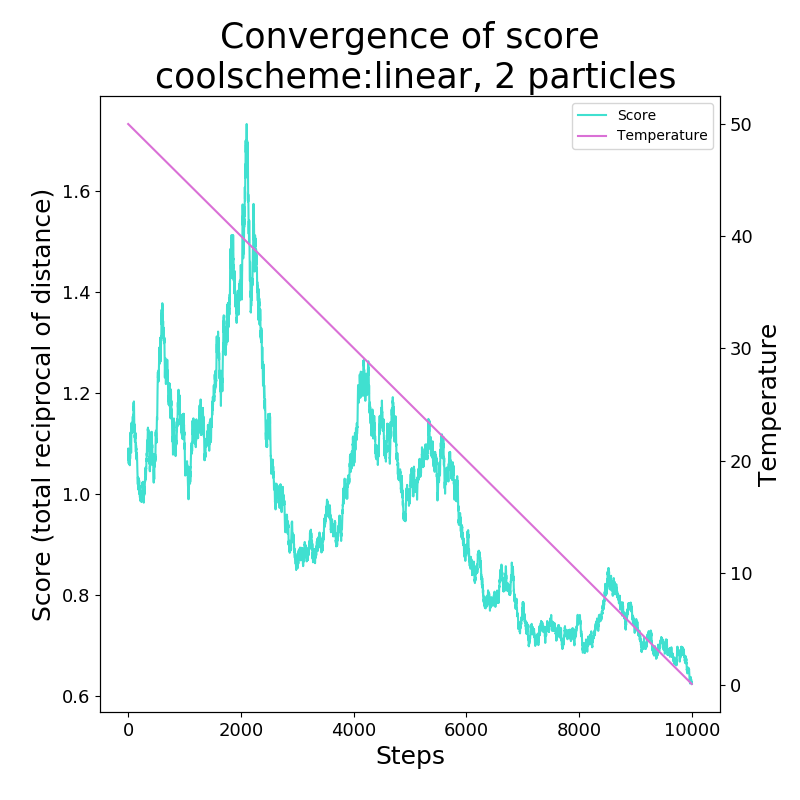 Convergence of score
coolscheme:linear, 2 particles
Score
Temperature
Score (total reciprocal of distance)
1.6
1.4
1.2
1.0
0.8
0.6
50
40
30
20
10
0
Temperature
0 2000 4000 6000 8000 10000
Steps